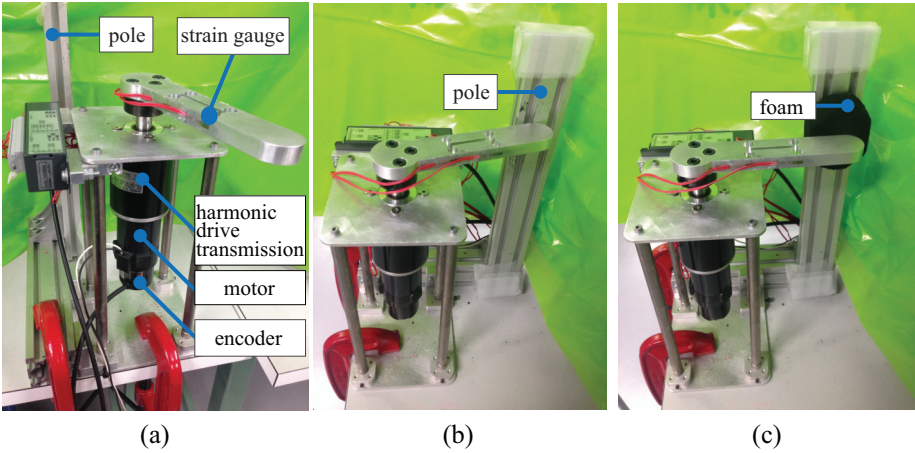 pole
strain gauge
harmonic
drive
transmission
motor
encoder
pole
foam
(a)
(b)
(c)